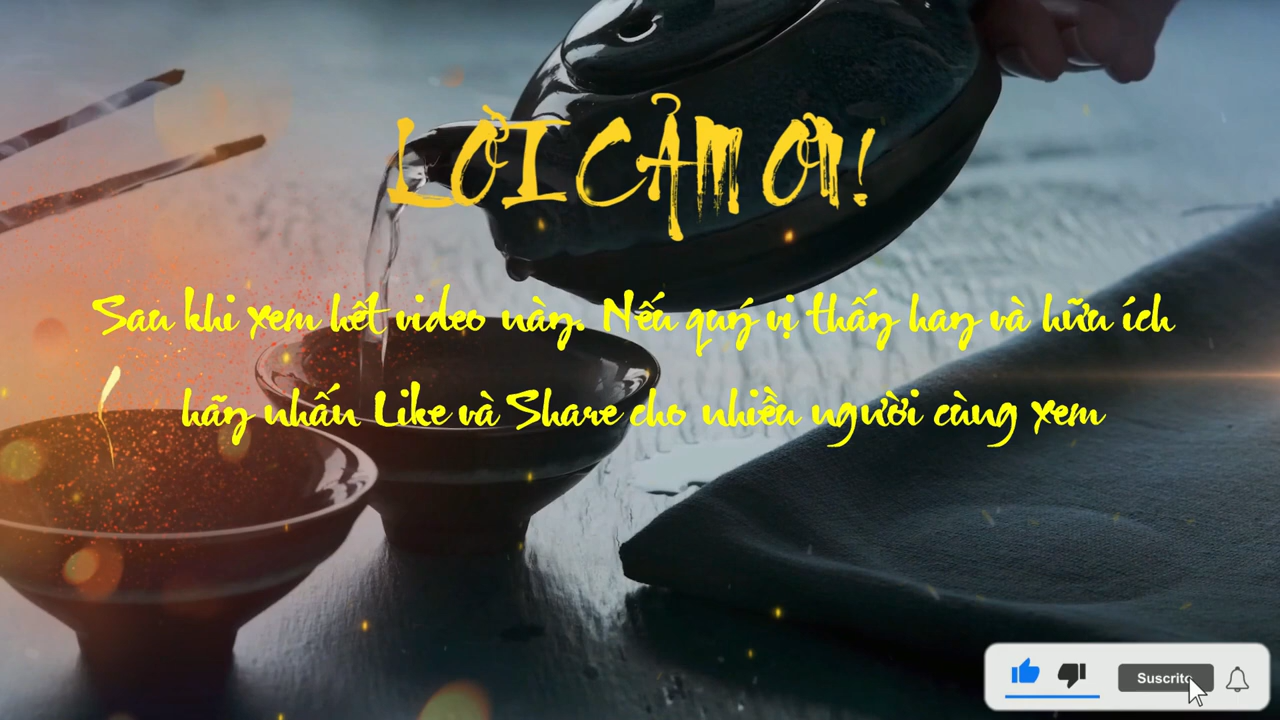 LỜI CẢM ƠN!
Sau khi xem hết video này. Nếu quý vị thấy hay và hữu ích
hãy nhấn Like và Share cho nhiều người cùng xem
Suscrito